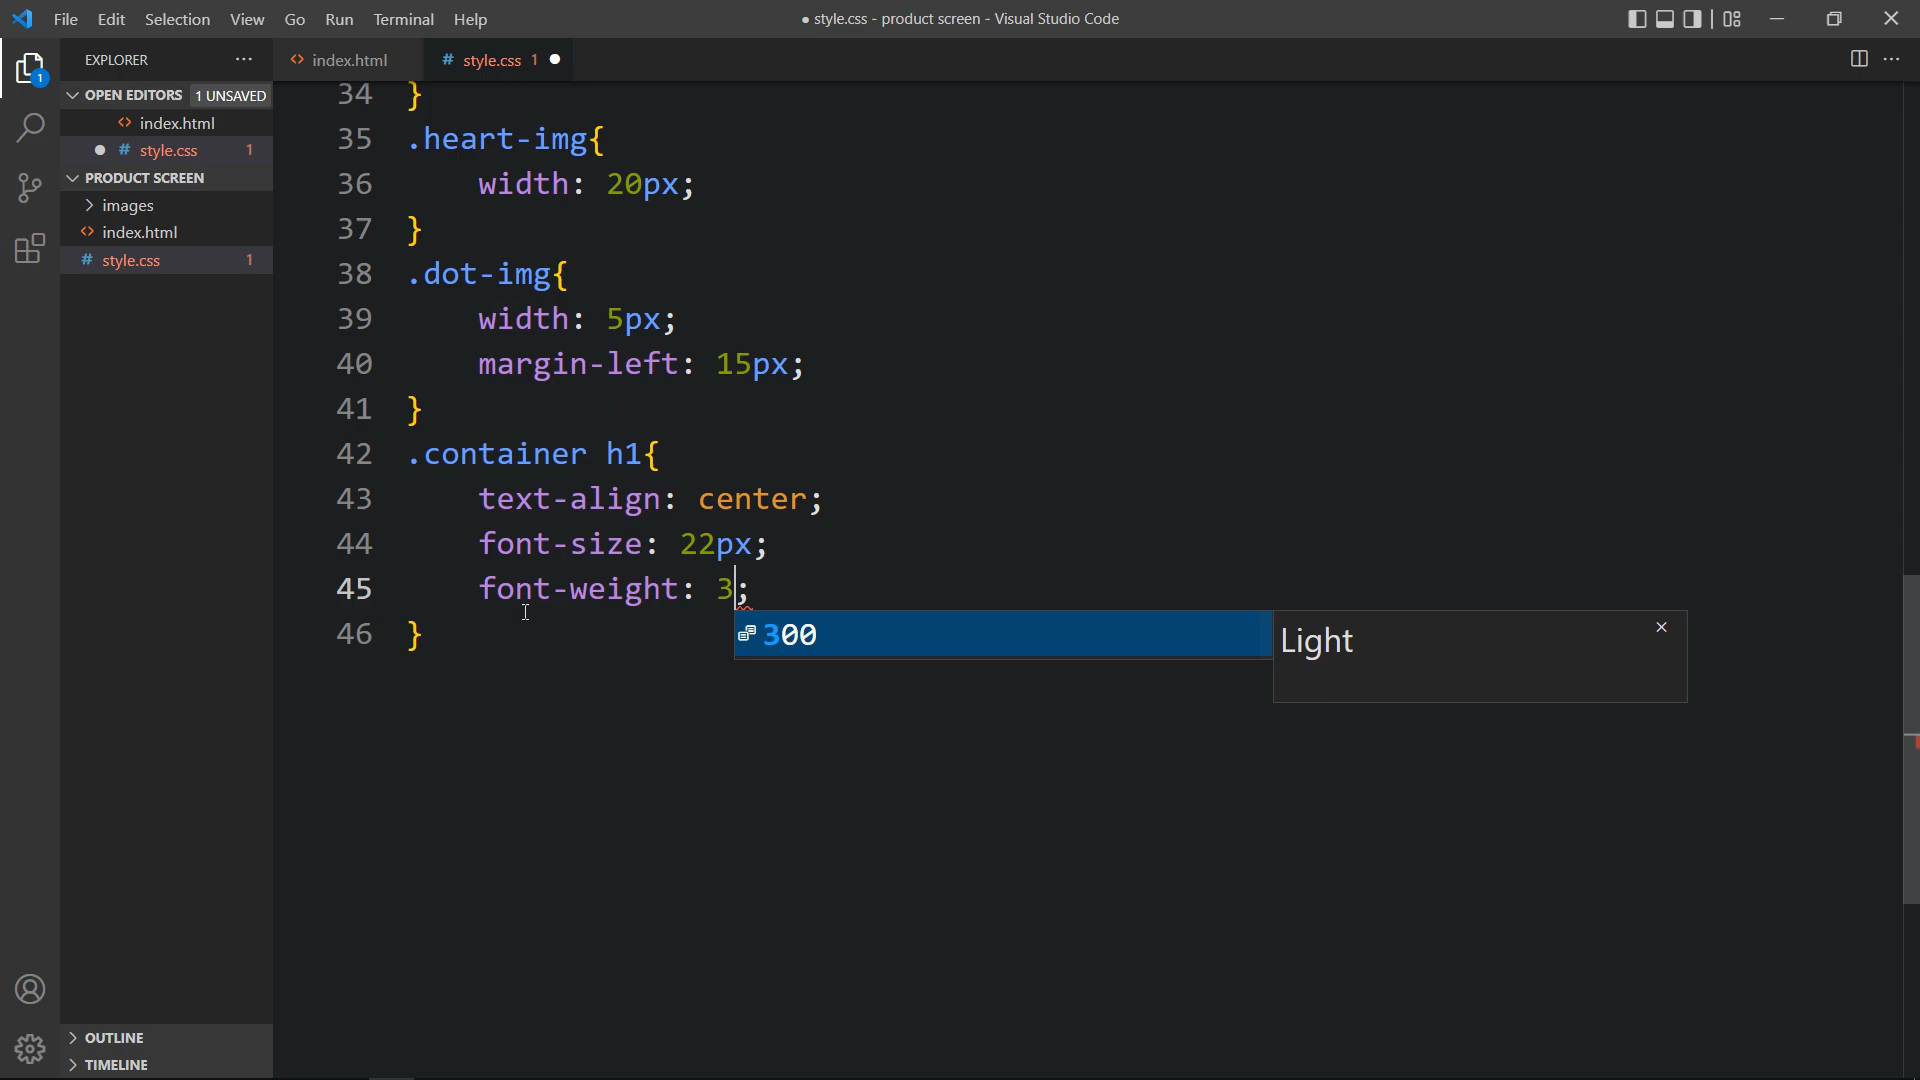 File Edit Selection View Go Run Terminal Help
● style.css - product screen - Visual Studio Code
EXPLORER
index.html
style.css 1
OPEN EDITORS 1 UNSAVED
index.html
style.css 1
PRODUCT SCREEN
images
index.html
style.css 1
OUTLINE
TIMELINE
1
34 }
35 .heart-img{
36 width: 20px;
37 }
38 .dot-img{
39 width: 5px;
40 margin-left: 15px;
41 }
42 .container h1{
43 text-align: center;
44 font-size: 22px;
45 font-weight: 3;
46 }
300
Light